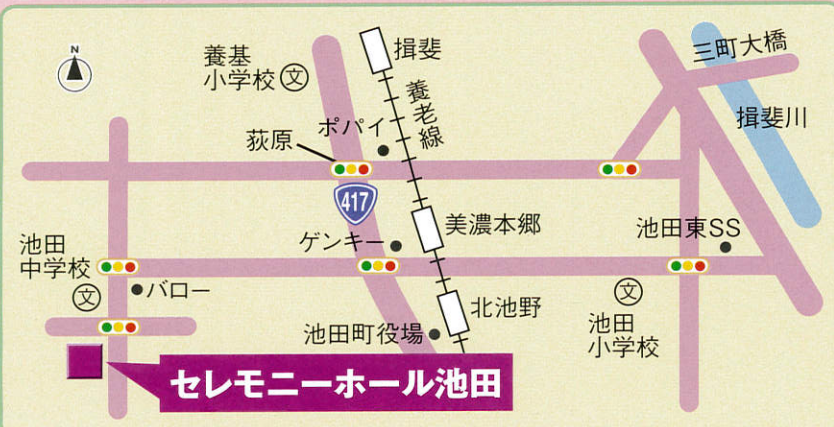 N
養基
小学校
文
揖斐
養老線
三町大橋
揖斐川
ポパイ
荻原
417
ゲンキー
美濃本郷
池田東SS
池田
中学校
文
バロー
文
池田
小学校
北池野
池田町役場
セレモニーホール池田